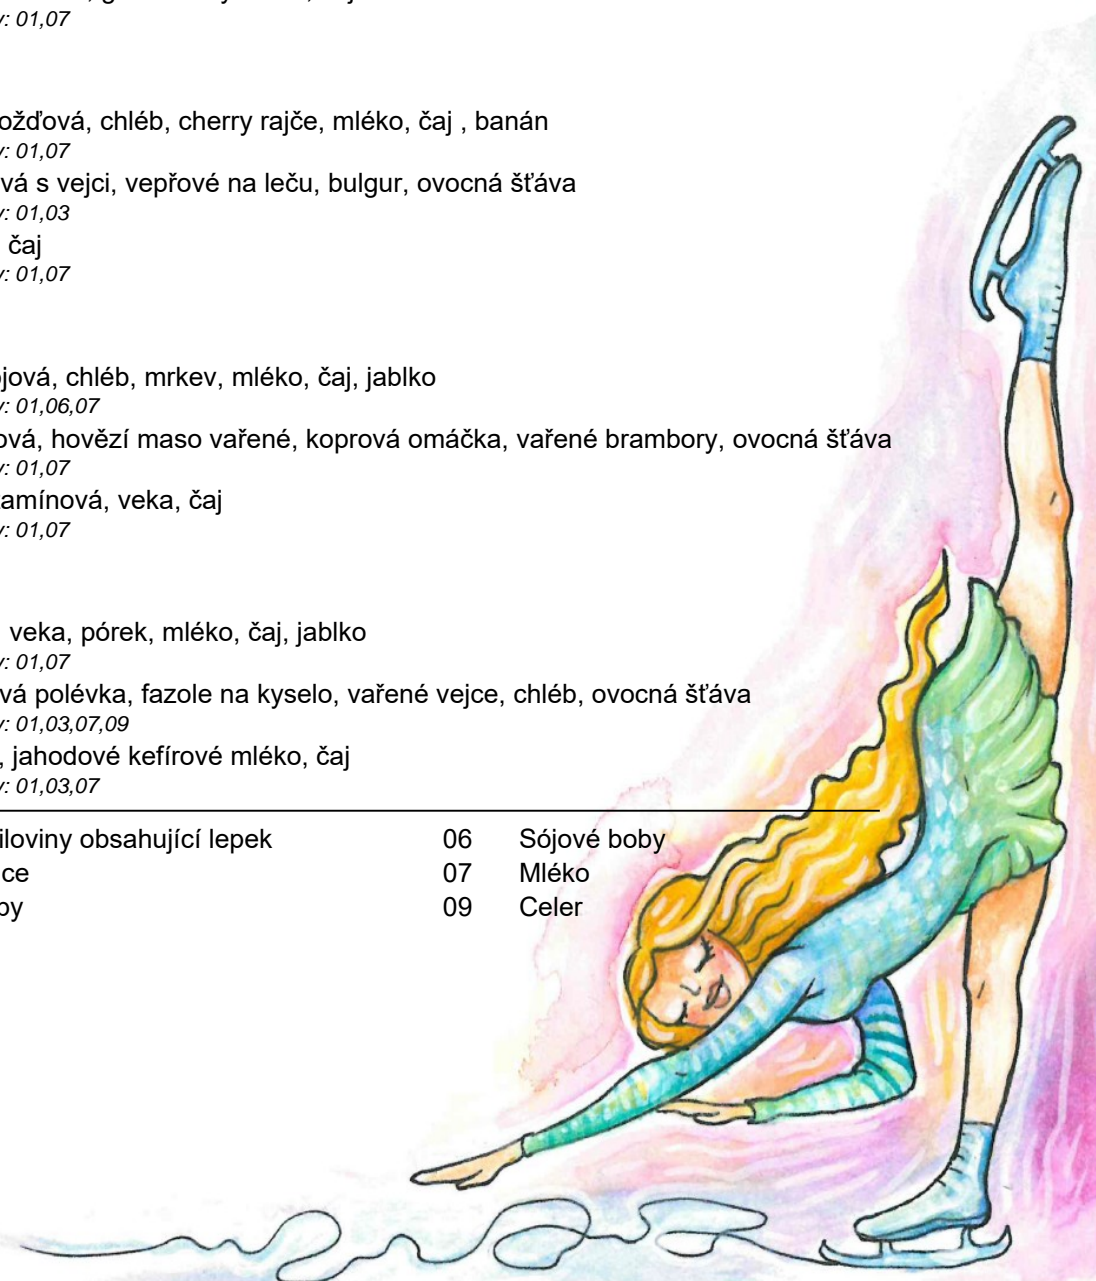 y: 01,07
ožďová, chléb, cherry rajče, mléko, čaj , banán
y: 01,07
vá s vejci, vepřové na leču, bulgur, ovocná šťáva
y: 01,03
čaj
y: 01,07
ojová, chléb, mrkev, mléko, čaj, jablko
y: 01,06,07
ová, hovězí maso vařené, koprová omáčka, vařené brambory, ovocná šťáva
y: 01,07
amínová, veka, čaj
y: 01,07
veka, pórek, mléko, čaj, jablko
y: 01,07
vá polévka, fazole na kyselo, vařené vejce, chléb, ovocná šťáva
y: 01,03,07,09
, jahodové kefírové mléko, čaj
y: 01,03,07
iloviny obsahující lepek 06 Sójové boby
ce 07 Mléko
by 09 Celer